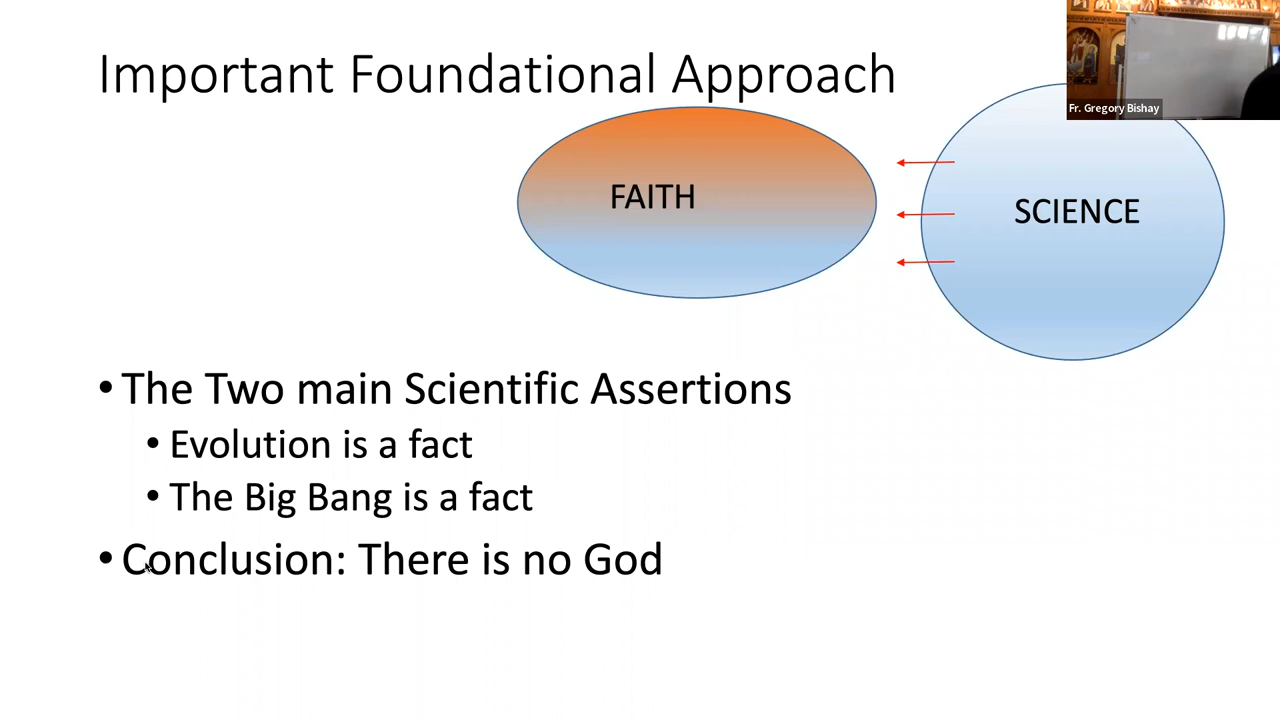 Important Foundational Approach
Fr. Gregory Bishay
FAITH
SCIENCE
• The Two main Scientific Assertions
• Evolution is a fact
• The Big Bang is a fact
• Conclusion: There is no God